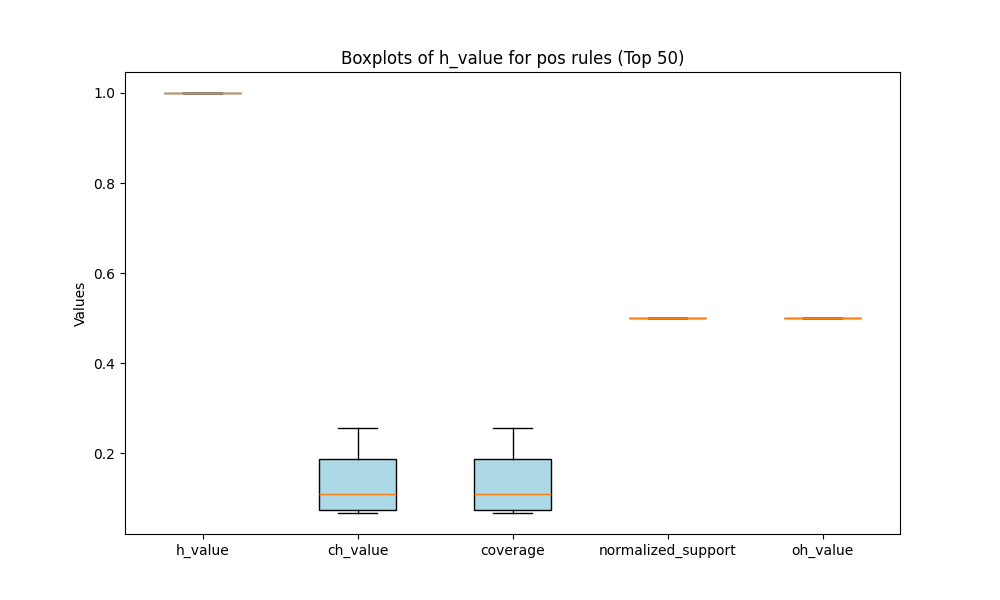 Boxplots of h_value for pos rules (Top 50)
Values
1.0
0.8
0.6
0.4
0.2
h_value
ch_value
coverage
normalized_support
oh_value